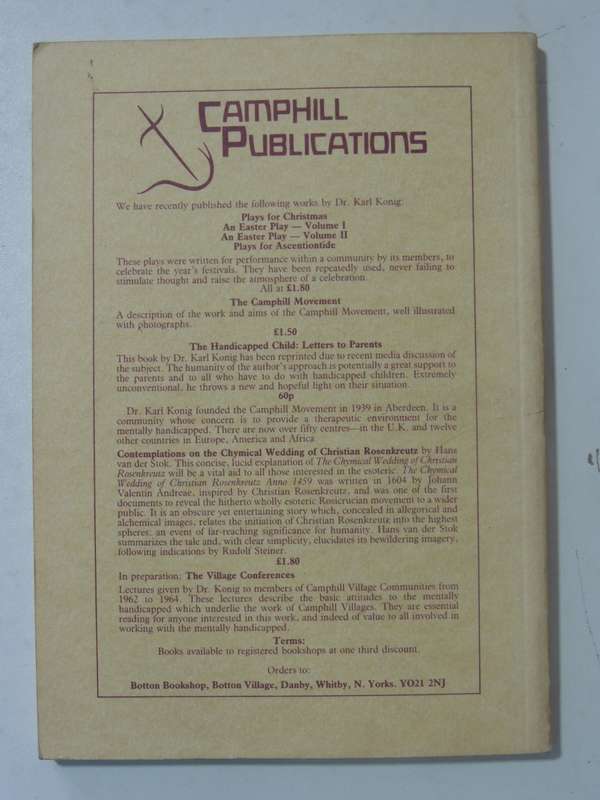 CAMPHILL
PUBLICATIONS
We have recently published the following works by Dr. Karl Konig:
Plays for Christmas
An Easter Play — Volume I
An Easter Play — Volume II
Plays for Ascentiontide
These plays were written for performance within a community by its members, to
celebrate the year's festivals. They have been repeatedly used, never failing to
stimulate thought and raise the atmosphere of a celebration.
All at £1.80
The Camphill Movement
A description of the work and aims of the Camphill Movement, well illustrated
with photographs.
£1.50
The Handicapped Child: Letters to Parents
This book by Dr. Karl Konig has been reprinted due to recent media discussion of
the subject. The humanity of the author's approach is potentially a great support to
the parents and to all who have to do with handicapped children. Extremely
unconventional, he throws a new and hopeful light on their situation.
60p
Dr. Karl Konig founded the Camphill Movement in 1939 in Aberdeen. It is a
community whose concern is to provide a therapeutic environment for the
mentally handicapped. There are now over fifty centres—in the U.K. and twelve
other countries in Europe, America and Africa
Contemplations on the Chymical Wedding of Christian Rosenkreutz by Hans
van der Stok. This concise, lucid explanation of The Chymical Wedding of Christian
Rosenkreutz will be a vital aid to all those interested in the esoteric. The Chymical
Wedding of Christian Rosenkreutz Anno 1459 was written in 1604 by Johann
Valentin Andreae, inspired by Christian Rosenkreutz, and was one of the first
documents to reveal the hitherto wholly esoteric Rosicrucian movement to a wider
public. It is an obscure yet entertaining story which, concealed in allegorical and
alchemical images, relates the initiation of Christian Rosenkreutz into the highest
spheres: an event of far-reaching significance for humanity. Hans van der Stok
summarizes the tale and, with clear simplicity, elucidates its bewildering imagery,
following indications by Rudolf Steiner.
£1.80
In preparation: The Village Conferences
Lectures given by Dr. Konig to members of Camphill Village Communities from
1962 to 1964. These lectures describe the basic attitudes to the mentally
handicapped which underlie the work of Camphill Villages. They are essential
reading for anyone interested in this work, and indeed of value to all involved in
working with the mentally handicapped.
Terms:
Books available to registered bookshops at one third discount.
Orders to:
Botton Bookshop, Botton Village, Danby, Whitby, N. Yorks. YO21 2NJ